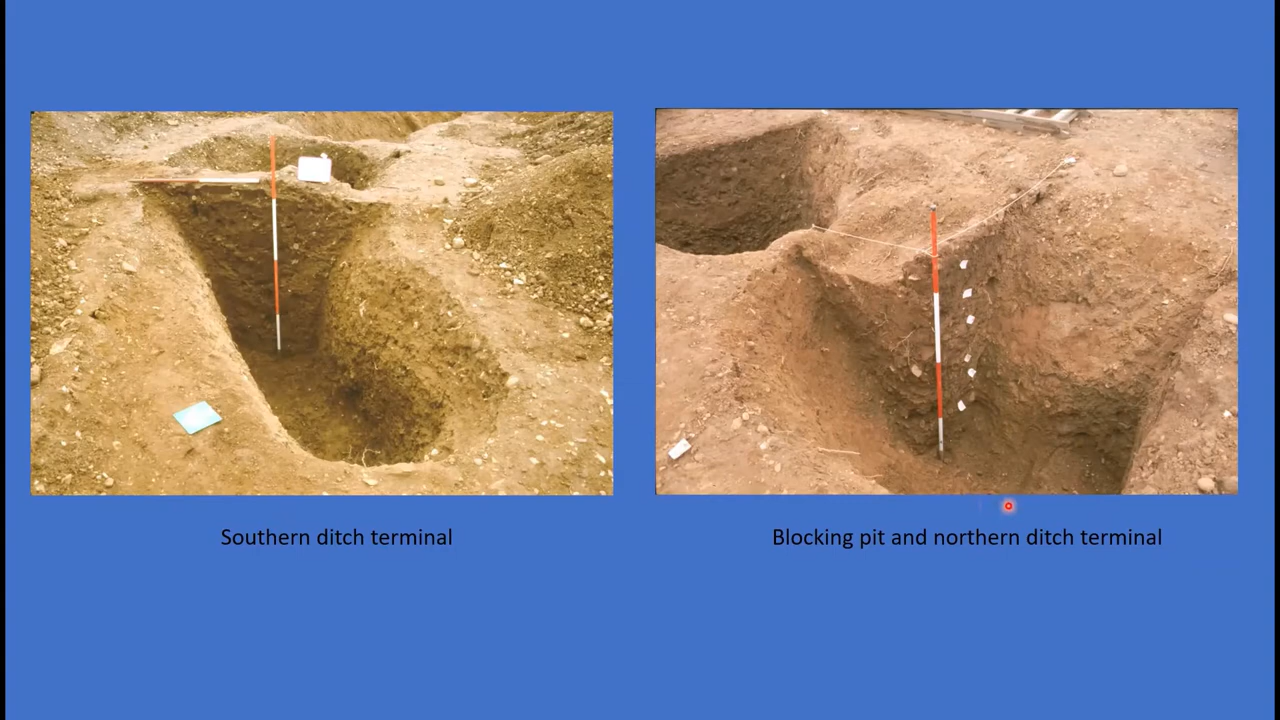 Southern ditch terminal
Blocking pit and northern ditch terminal